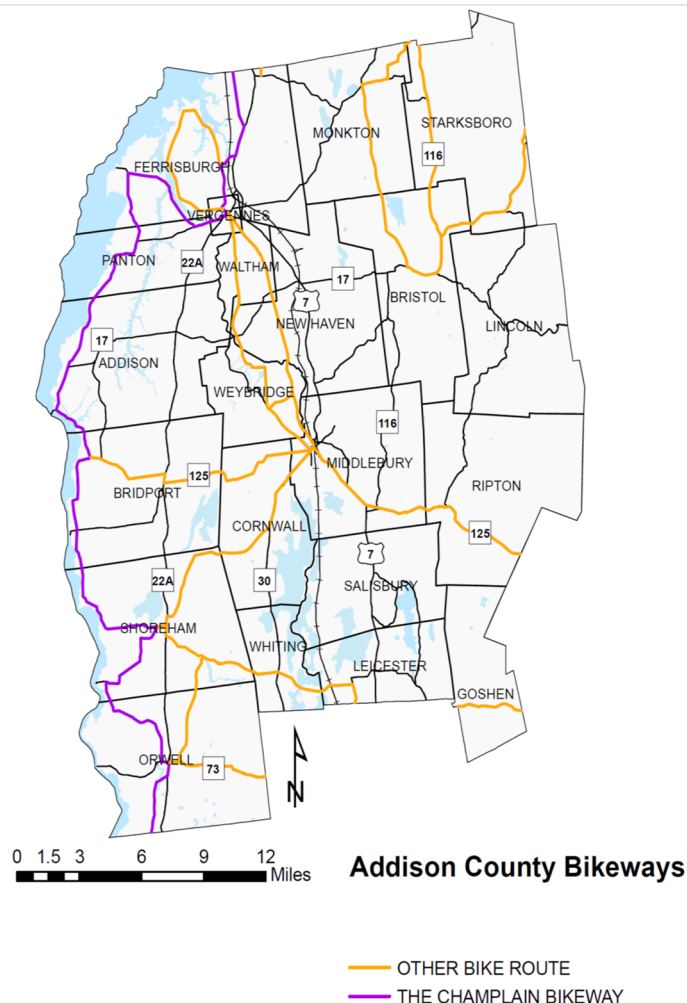 MONKTON
STARKSBORO
116
FERRISBURGH
VERGENNES
PANTON
22A
WALTHAM
17
7
BRISTOL
NEW HAVEN
LINCOLN
17
ADDISON
WEYBRIDGE
116
MIDDLEBURY
125
BRIDPORT
RIPTON
CORNWALL
125
7
22A
30
SALISBURY
SHOREHAM
WHITING
LEICESTER
GOSHEN
ORWELL
73
N
0 1.5 3 6 9 12
Miles
Addison County Bikeways
OTHER BIKE ROUTE
THE CHAMPLAIN BIKEWAY